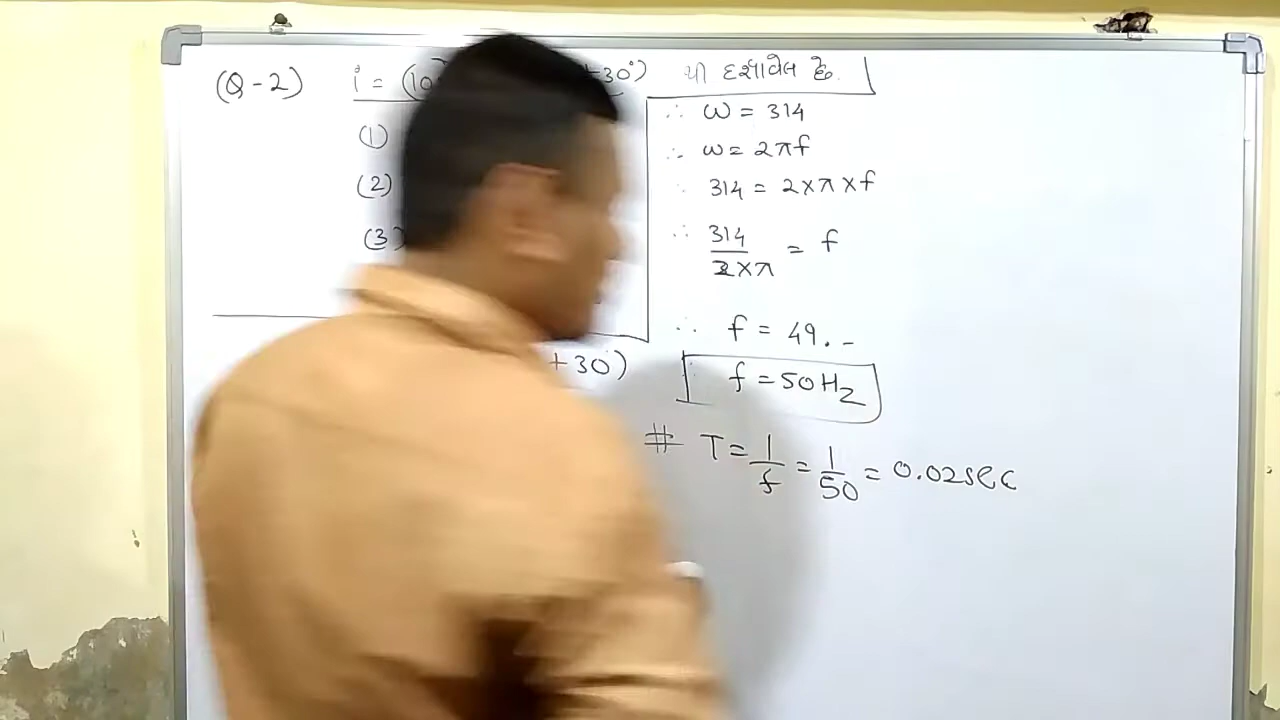 (Q-2) i = (10 +30°) થી દર્શાવેલ છે.
(1)
(2)
(3)
+30°)
∴ ω = 314
∴ ω = 2πf
∴ 314 = 2×π×f
∴ 314 / 2×π = f
∴ f = 49.-
∴ f = 50Hz
# T = 1/f = 1/50 = 0.02sec